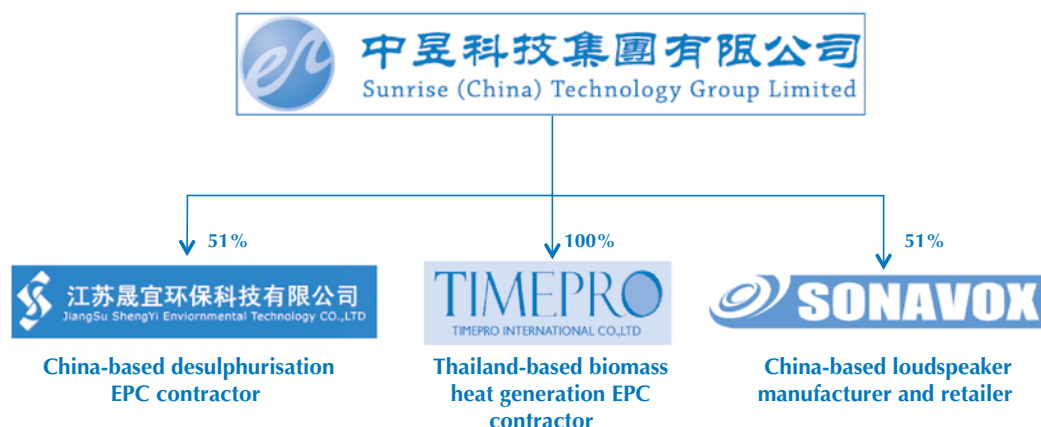 中昱科技集團有限公司
Sunrise (China) Technology Group Limited
51%
100%
51%
江苏晟宜环保科技有限公司
JiangSu ShengYi Enviornmental Technology CO.,LTD
China-based desulphurisation
EPC contractor
TIMEPRO
TIMEPRO INTERNATIONAL CO.,LTD
Thailand-based biomass
heat generation EPC
contractor
SONAVOX
China-based loudspeaker
manufacturer and retailer